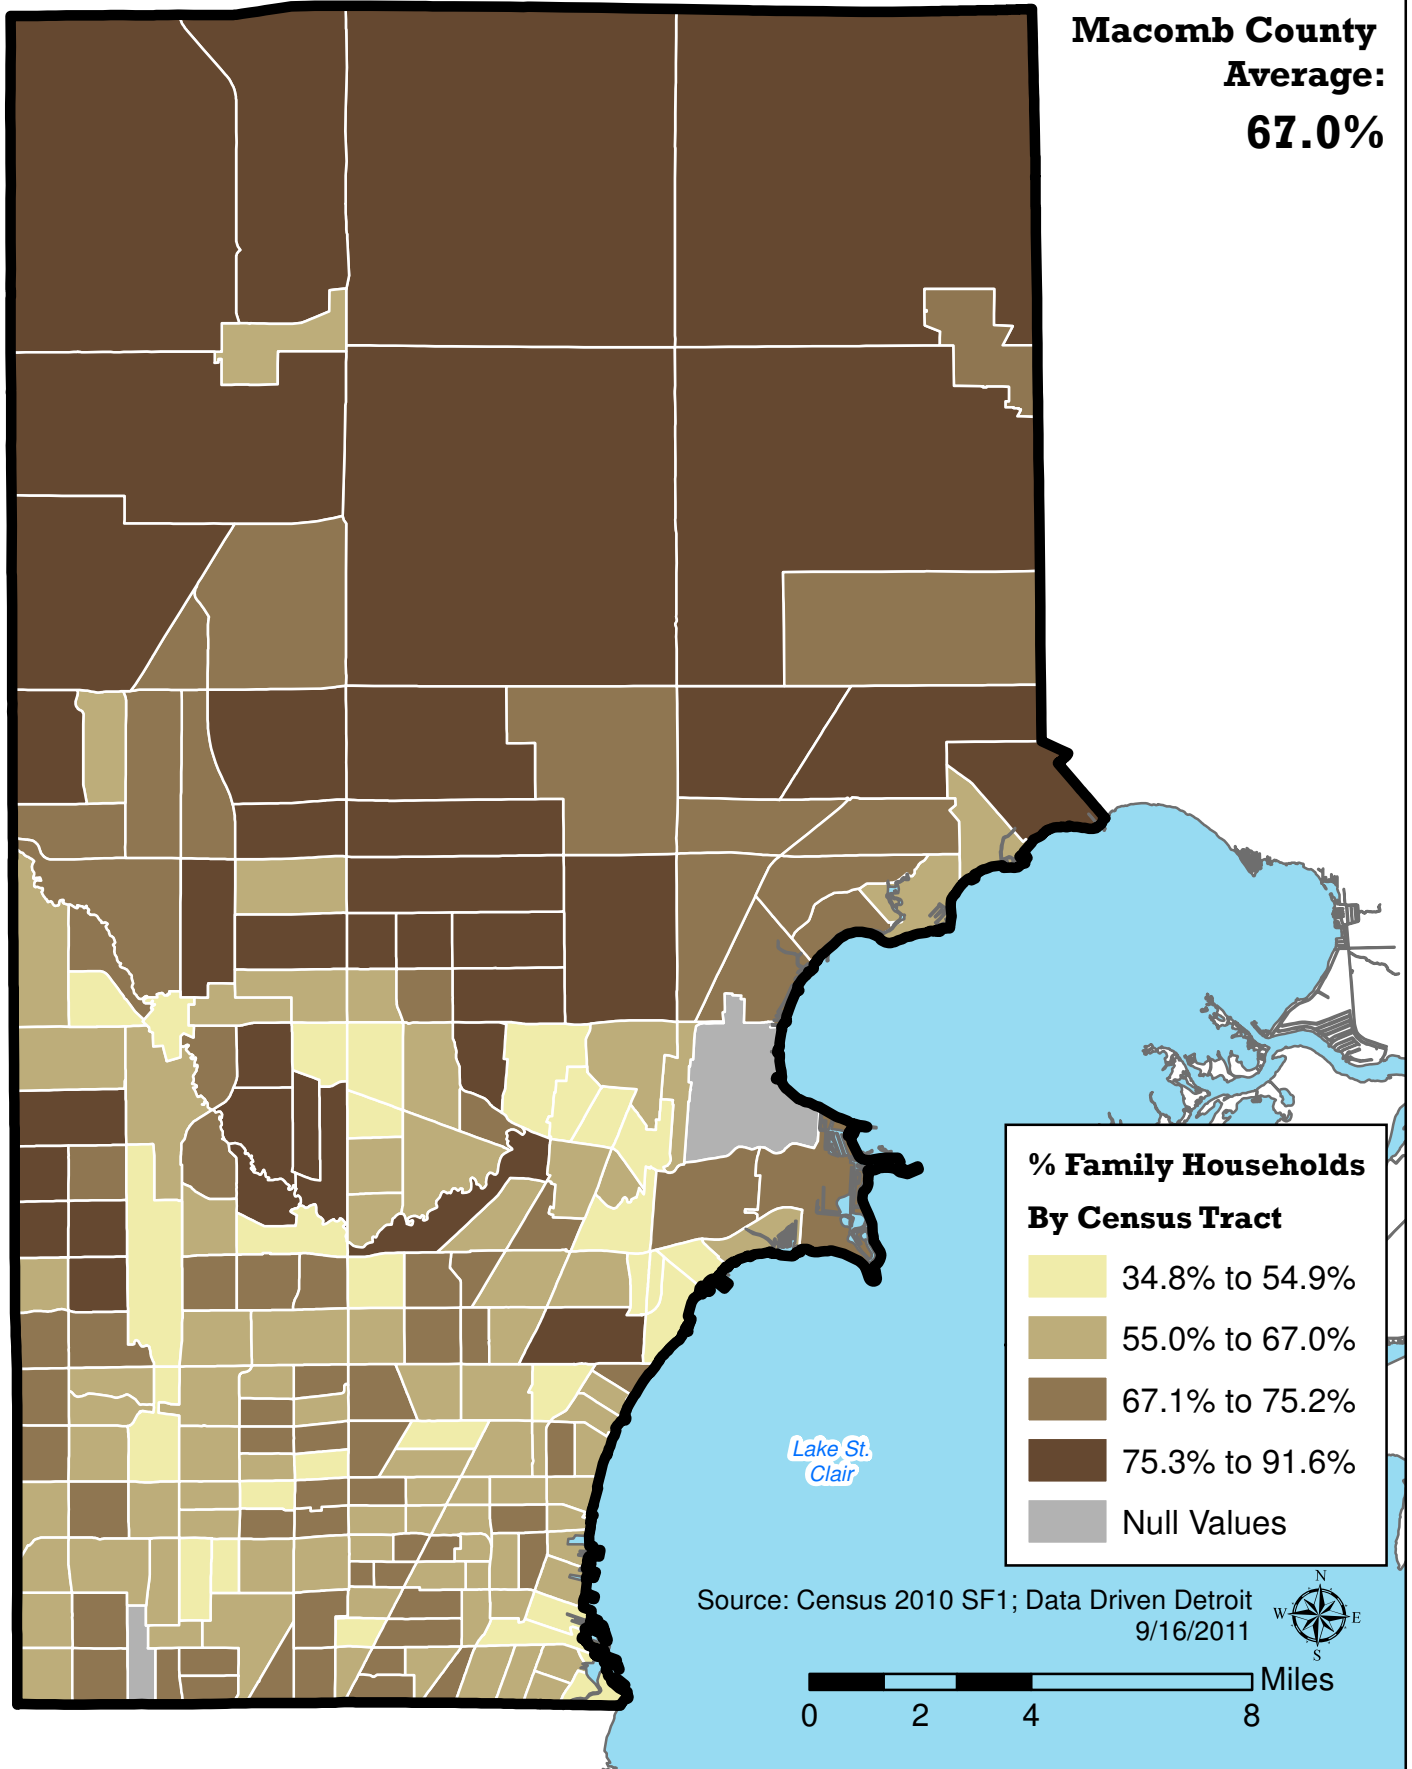 Macomb County
Average:
67.0%
% Family Households
By Census Tract
34.8% to 54.9%
55.0% to 67.0%
67.1% to 75.2%
75.3% to 91.6%
Null Values
Lake St.
Clair
Source: Census 2010 SF1; Data Driven Detroit
9/16/2011
N
W E
S
Miles
0 2 4 8